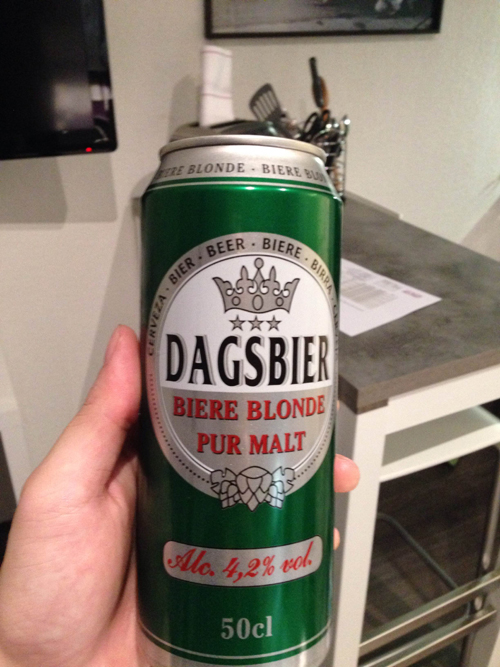 BIERE BLONDE · BIERE
CERVEZA · BIER · BEER · BIERE · BIRRA
DAGSBIER
BIERE BLONDE
PUR MALT
Alc. 4,2% vol.
50cl